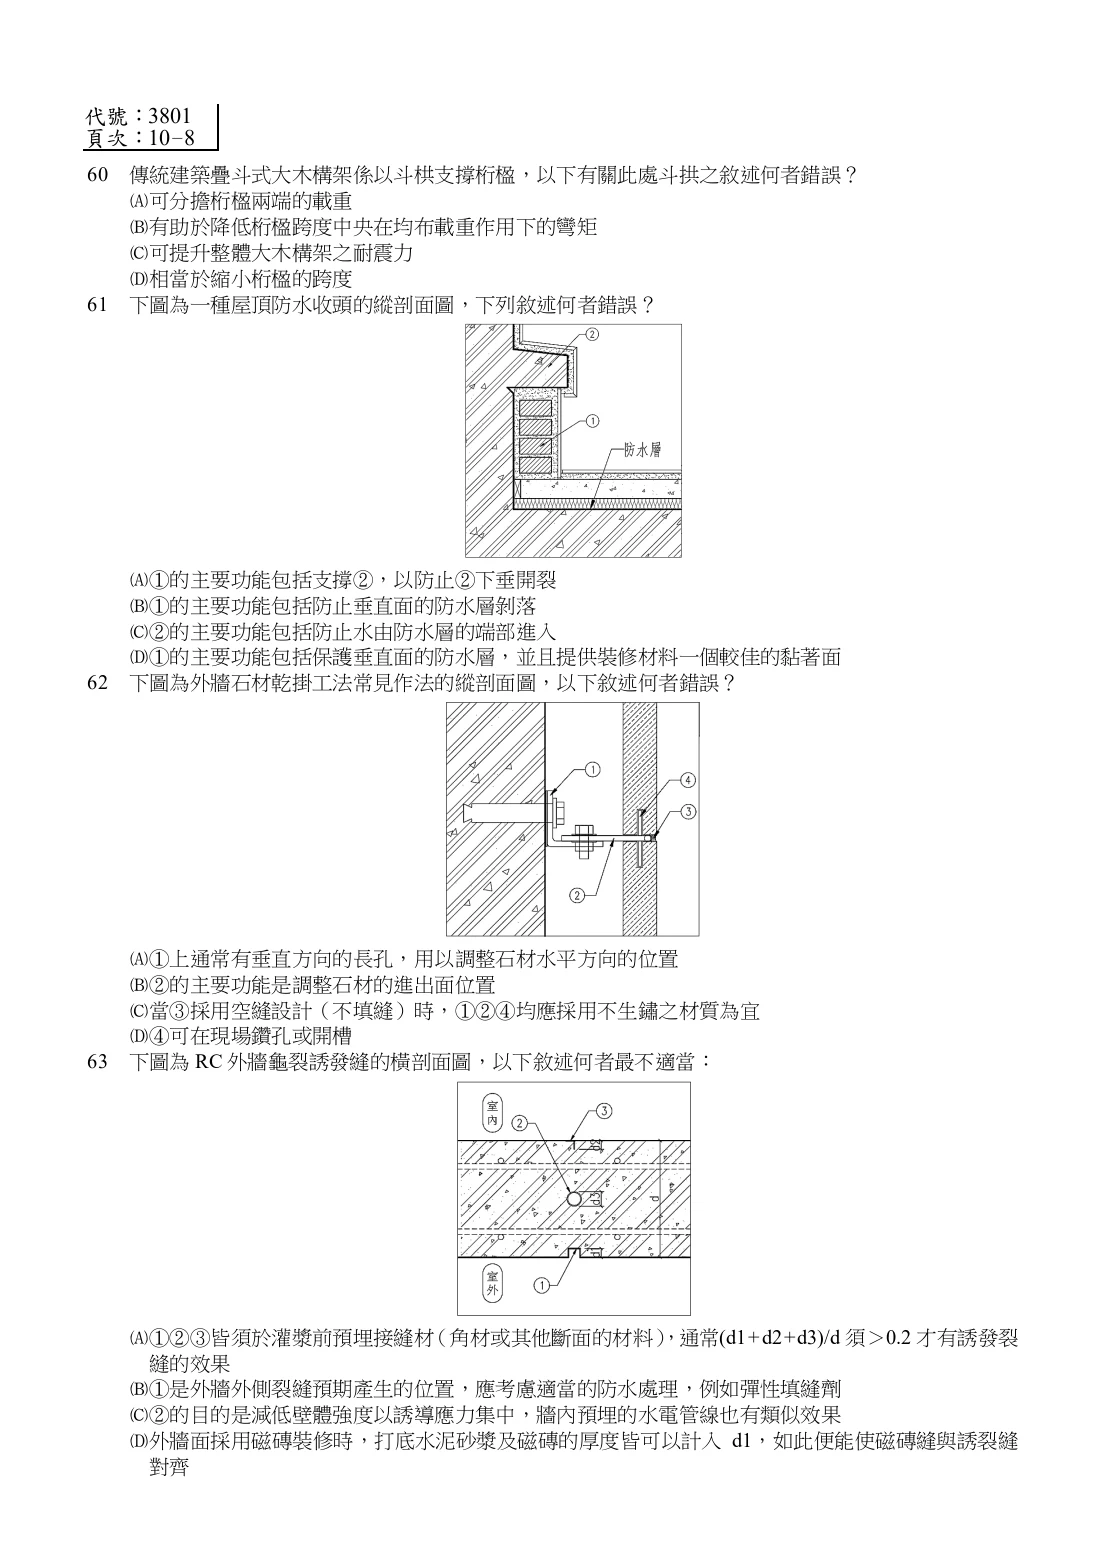 代號：3801
頁次：10－8
60 傳統建築疊斗式大木構架係以斗栱支撐桁楹，以下有關此處斗拱之敘述何者錯誤？
(A)可分擔桁楹兩端的載重
(B)有助於降低桁楹跨度中央在均布載重作用下的彎矩
(C)可提升整體大木構架之耐震力
(D)相當於縮小桁楹的跨度
61 下圖為一種屋頂防水收頭的縱剖面圖，下列敘述何者錯誤？
②
①
防水層
(A)①的主要功能包括支撐②，以防止②下垂開裂
(B)①的主要功能包括防止垂直面的防水層剝落
(C)②的主要功能包括防止水由防水層的端部進入
(D)①的主要功能包括保護垂直面的防水層，並且提供裝修材料一個較佳的黏著面
62 下圖為外牆石材乾掛工法常見作法的縱剖面圖，以下敘述何者錯誤？
①
④
③
②
(A)①上通常有垂直方向的長孔，用以調整石材水平方向的位置
(B)②的主要功能是調整石材的進出面位置
(C)當③採用空縫設計（不填縫）時，①②④均應採用不生鏽之材質為宜
(D)④可在現場鑽孔或開槽
63 下圖為 RC 外牆龜裂誘發縫的橫剖面圖，以下敘述何者最不適當：
室內
③
②
d2
d3
d
d1
室外
①
(A)①②③皆須於灌漿前預埋接縫材（角材或其他斷面的材料），通常(d1+d2+d3)/d 須＞0.2 才有誘發裂
縫的效果
(B)①是外牆外側裂縫預期產生的位置，應考慮適當的防水處理，例如彈性填縫劑
(C)②的目的是減低壁體強度以誘導應力集中，牆內預埋的水電管線也有類似效果
(D)外牆面採用磁磚裝修時，打底水泥砂漿及磁磚的厚度皆可以計入 d1，如此便能使磁磚縫與誘裂縫
對齊